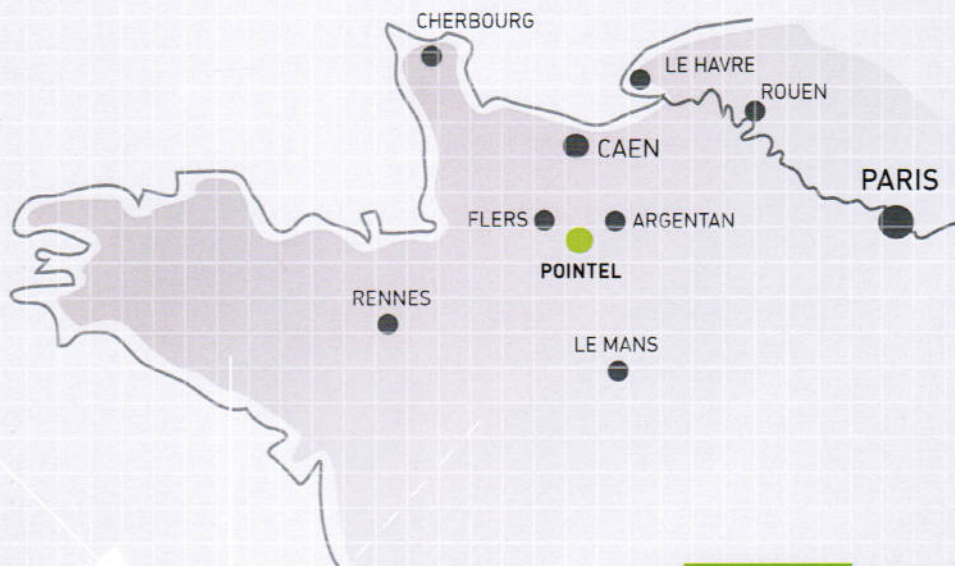 CHERBOURG
LE HAVRE
ROUEN
CAEN
PARIS
FLERS
ARGENTAN
POINTEL
RENNES
LE MANS